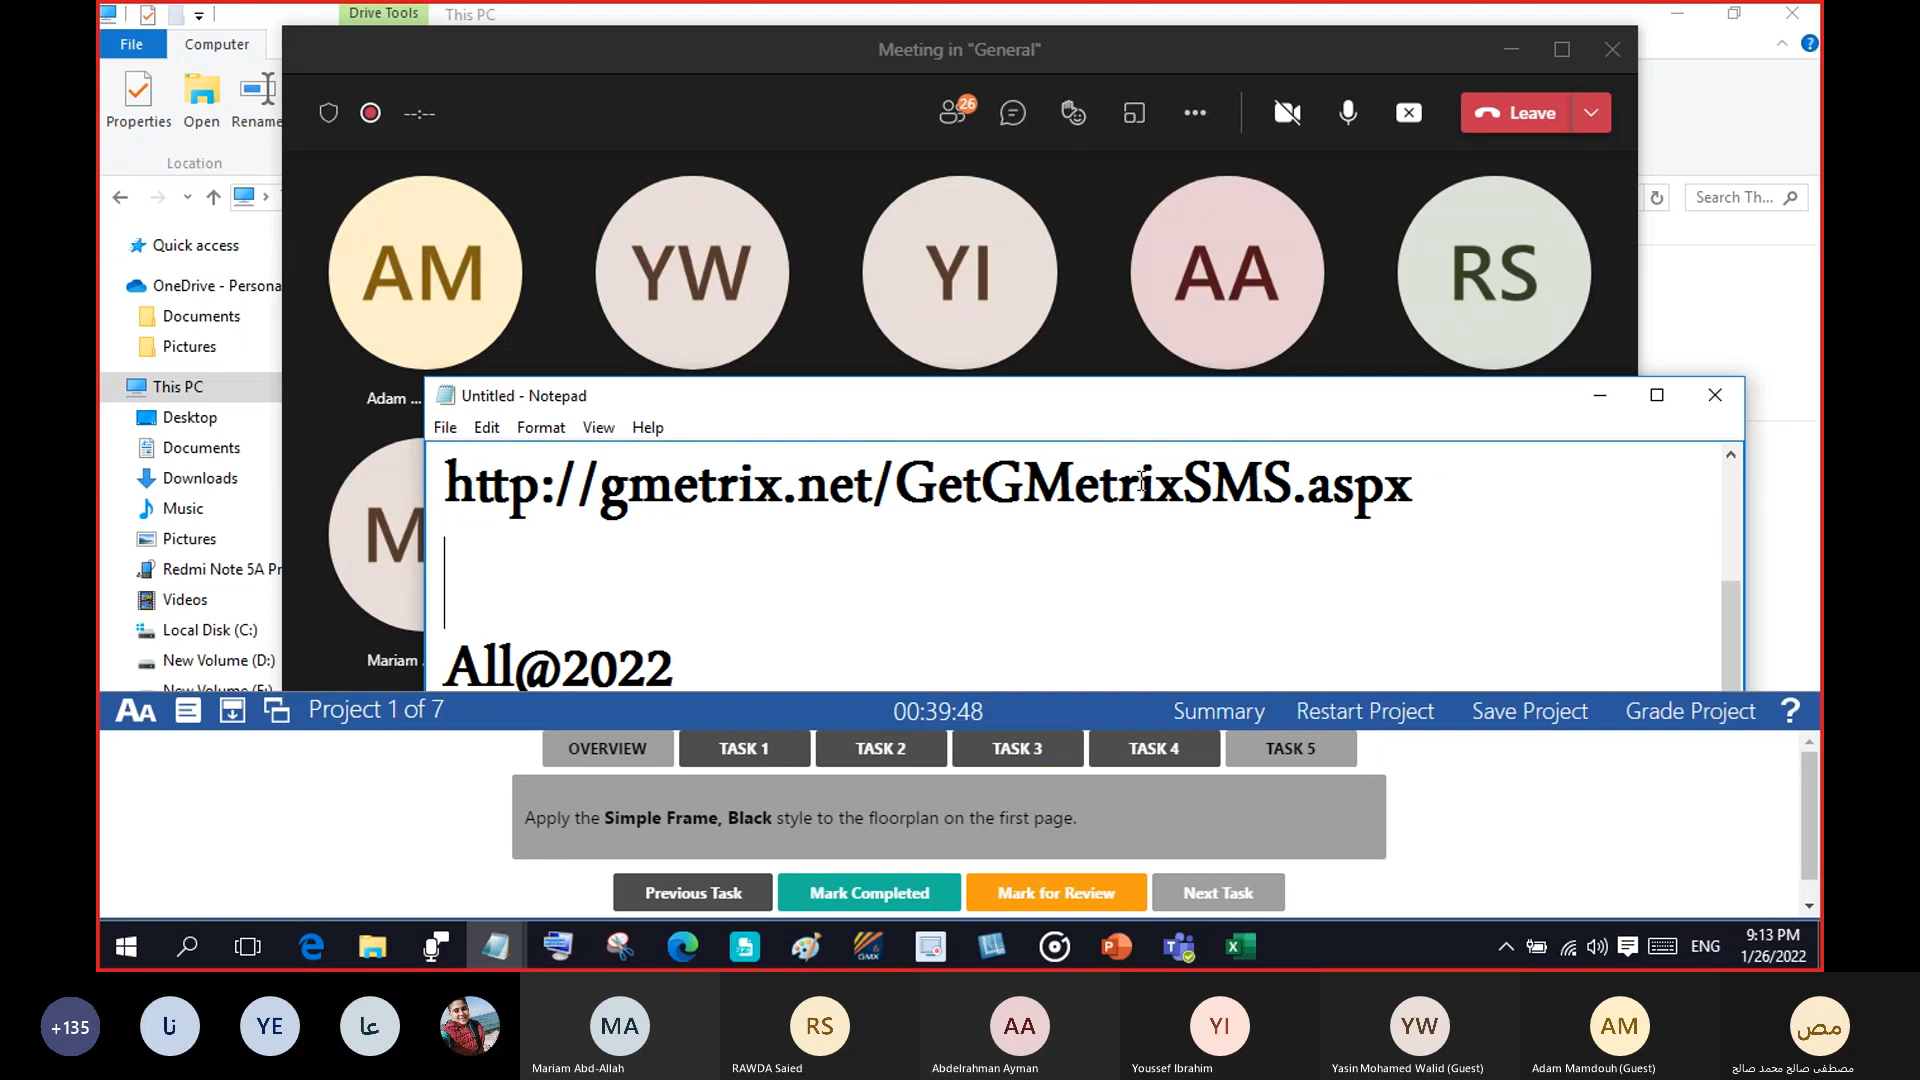 Drive Tools
This PC
File
Computer
Meeting in "General"
Properties
Open
Rename
Location
--:--
26
Leave
Search Th...
AM
YW
YI
AA
RS
Quick access
OneDrive - Persona
Documents
Pictures
This PC
Desktop
Documents
Downloads
Music
Pictures
Redmi Note 5A Pr
Videos
Local Disk (C:)
New Volume (D:)
Adam ...
Mariam
Untitled - Notepad
File
Edit
Format
View
Help
http://gmetrix.net/GetGMetrixSMS.aspx
All@2022
AA
Project 1 of 7
00:39:48
Summary
Restart Project
Save Project
Grade Project
?
OVERVIEW
TASK 1
TASK 2
TASK 3
TASK 4
TASK 5
Apply the Simple Frame, Black style to the floorplan on the first page.
Previous Task
Mark Completed
Mark for Review
Next Task
GMX
ENG
9:13 PM
1/26/2022
+135
نا
YE
عا
MA
RS
AA
YI
YW
AM
مص
Mariam Abd-Allah
RAWDA Saied
Abdelrahman Ayman
Youssef Ibrahim
Yasin Mohamed Walid (Guest)
Adam Mamdouh (Guest)
مصطفى صالح محمد صالح